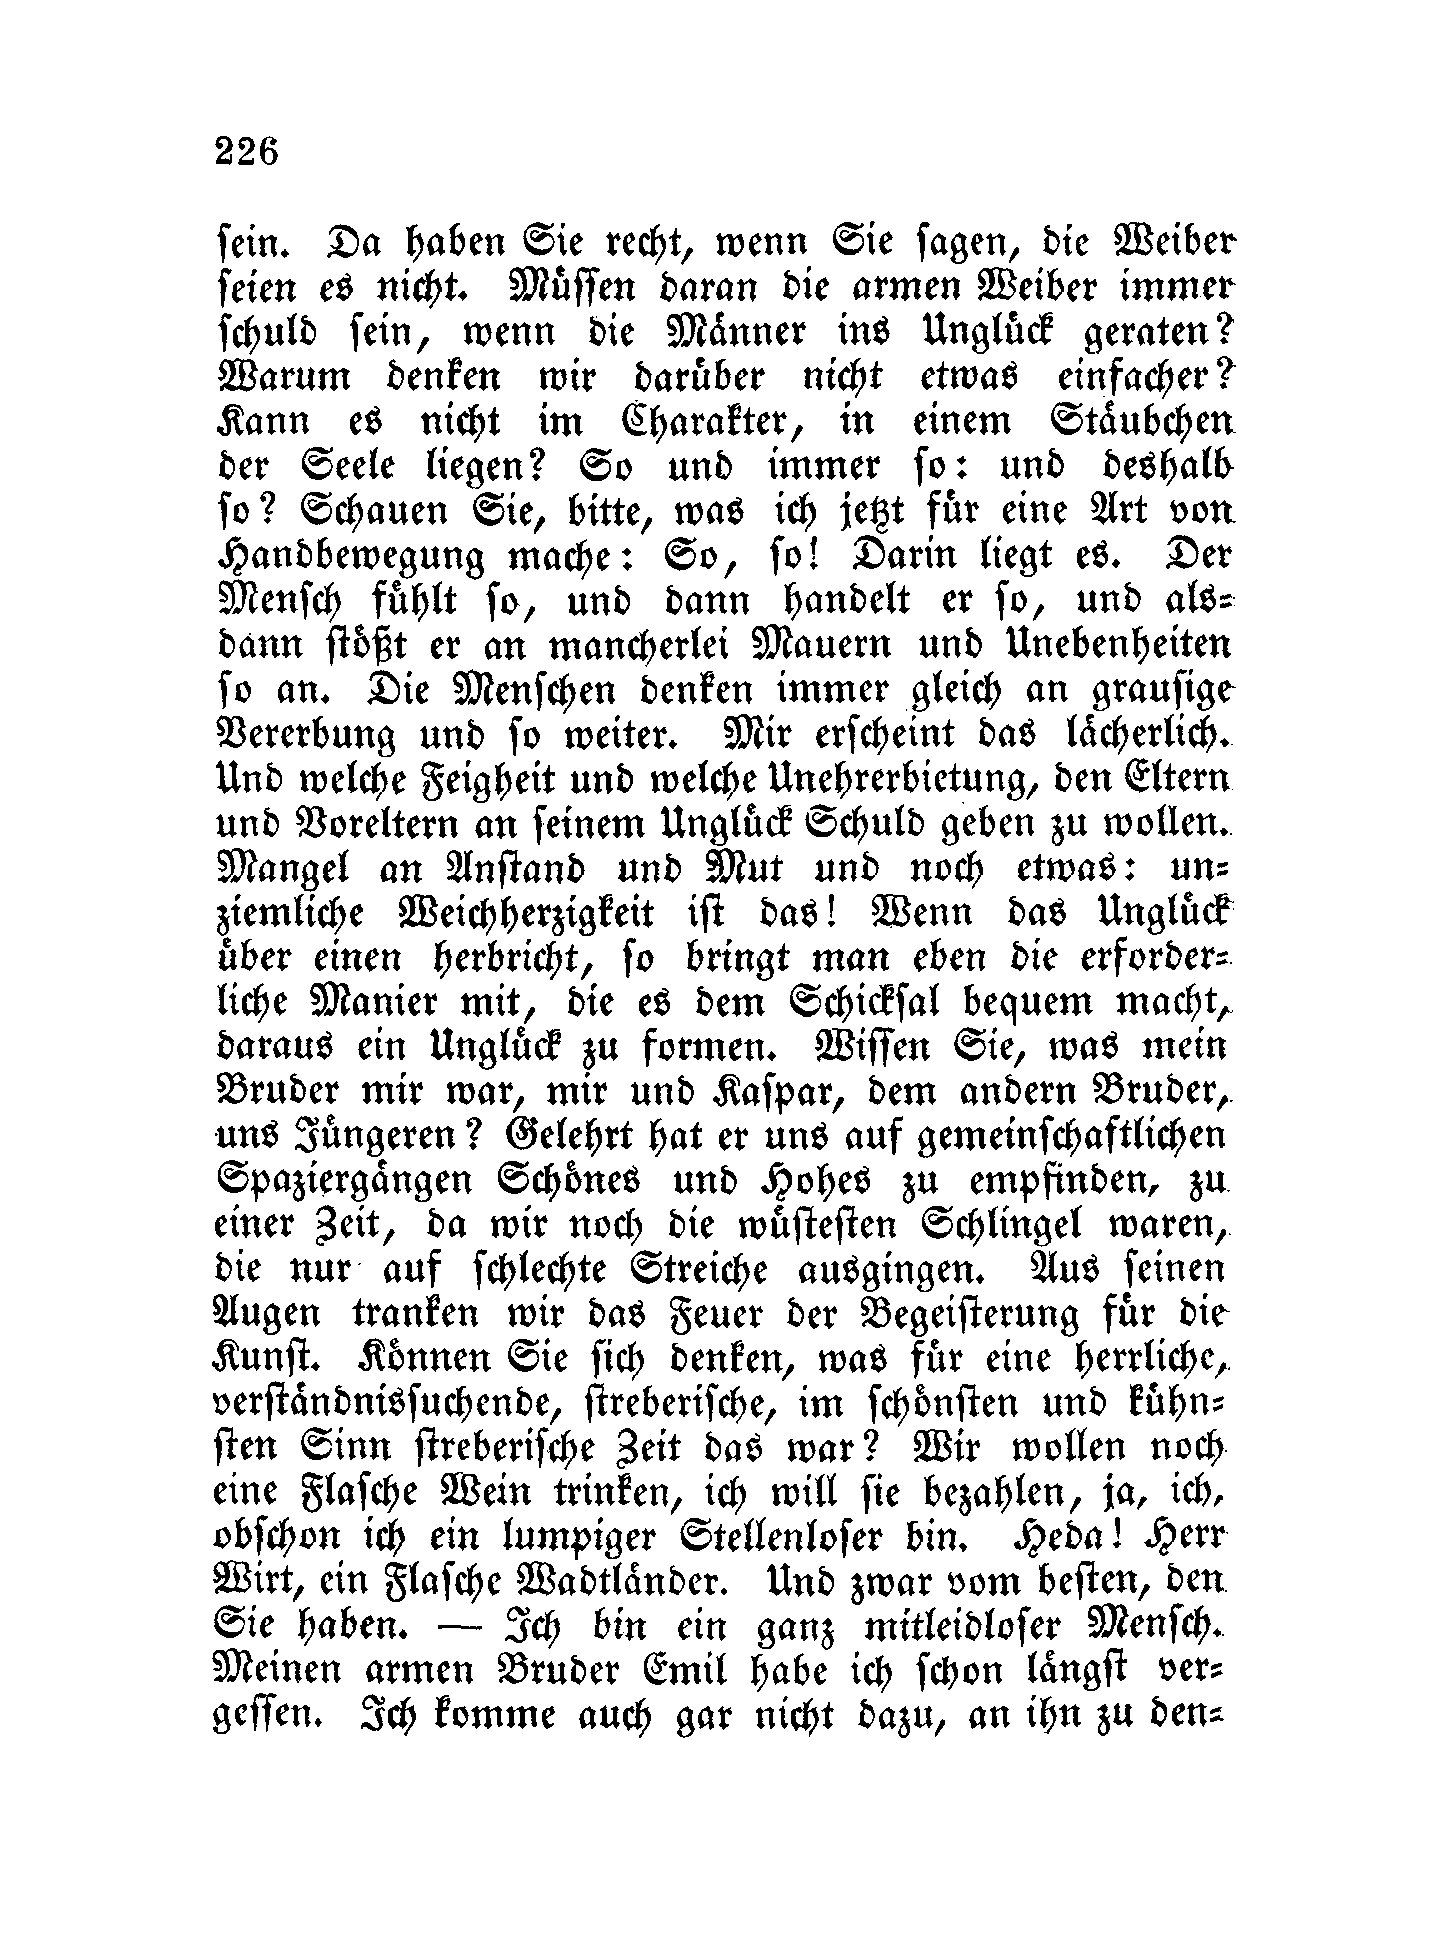 226
sein. Da haben Sie recht, wenn Sie sagen, die Weiber
seien es nicht. Müssen daran die armen Weiber immer
schuld sein, wenn die Männer ins Unglück geraten?
Warum denken wir darüber nicht etwas einfacher?
Kann es nicht im Charakter, in einem Stäubchen
der Seele liegen? So und immer so: und deshalb
so? Schauen Sie, bitte, was ich jetzt für eine Art von
Handbewegung mache: So, so! Darin liegt es. Der
Mensch fühlt so, und dann handelt er so, und als-
dann stößt er an mancherlei Mauern und Unebenheiten
so an. Die Menschen denken immer gleich an grausige
Vererbung und so weiter. Mir erscheint das lächerlich.
Und welche Feigheit und welche Unehrerbietung, den Eltern
und Voreltern an seinem Unglück Schuld geben zu wollen.
Mangel an Anstand und Mut und noch etwas: un-
ziemliche Weichherzigkeit ist das! Wenn das Unglück
über einen herbricht, so bringt man eben die erforder-
liche Manier mit, die es dem Schicksal bequem macht,
daraus ein Unglück zu formen. Wissen Sie, was mein
Bruder mir war, mir und Kaspar, dem andern Bruder,
uns Jüngeren? Gelehrt hat er uns auf gemeinschaftlichen
Spaziergängen Schönes und Hohes zu empfinden, zu
einer Zeit, da wir noch die wüstesten Schlingel waren,
die nur auf schlechte Streiche ausgingen. Aus seinen
Augen tranken wir das Feuer der Begeisterung für die
Kunst. Können Sie sich denken, was für eine herrliche,
verständnissuchende, streberische, im schönsten und kühn-
sten Sinn streberische Zeit das war? Wir wollen noch
eine Flasche Wein trinken, ich will sie bezahlen, ja, ich,
obschon ich ein lumpiger Stellenloser bin. Heda! Herr
Wirt, ein Flasche Wadtländer. Und zwar vom besten, den
Sie haben. — Ich bin ein ganz mitleidloser Mensch.
Meinen armen Bruder Emil habe ich schon längst ver-
gessen. Ich komme auch gar nicht dazu, an ihn zu den-